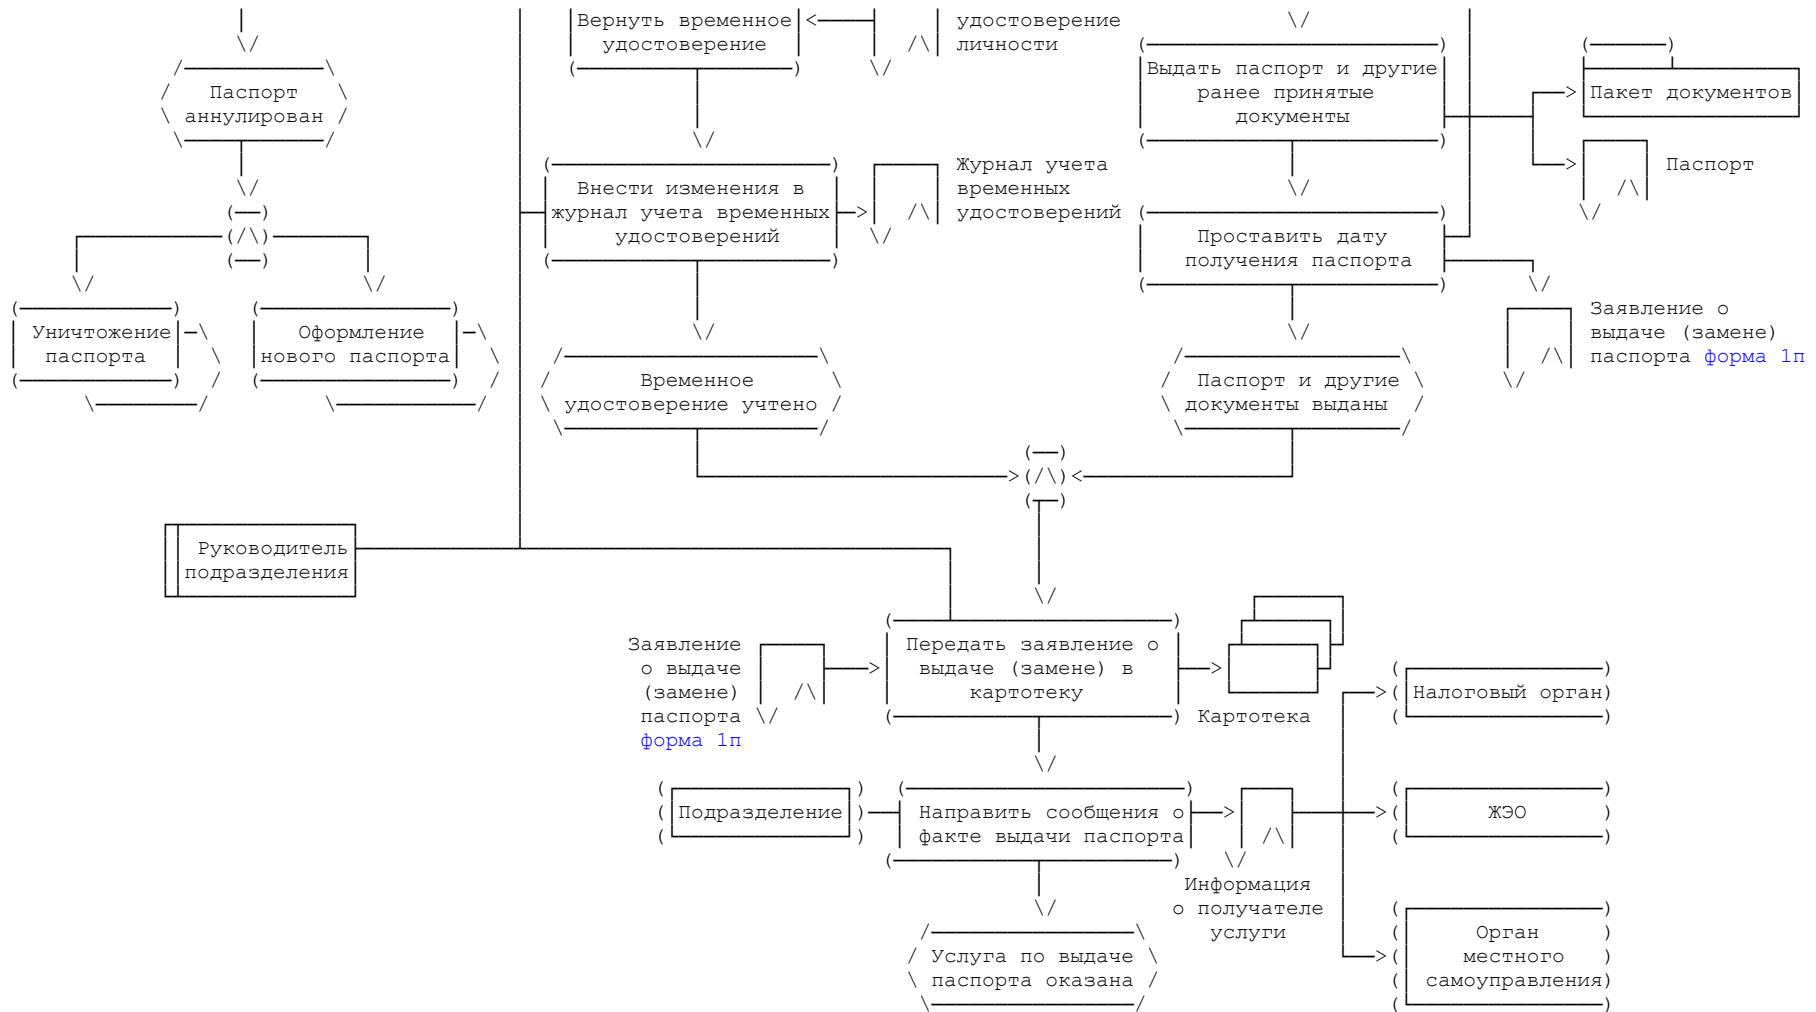 Вернуть временное
удостоверение
удостоверение
личности
Паспорт
аннулирован
Выдать паспорт и другие
ранее принятые
документы
Пакет документов
Паспорт
Внести изменения в
журнал учета временных
удостоверений
Журнал учета
временных
удостоверений
Проставить дату
получения паспорта
Заявление о
выдаче (замене)
паспорта форма 1п
Уничтожение
паспорта
Оформление
нового паспорта
Временное
удостоверение учтено
Паспорт и другие
документы выданы
Руководитель
подразделения
Заявление
о выдаче
(замене)
паспорта
форма 1п
Передать заявление о
выдаче (замене) в
картотеку
Картотека
Налоговый орган
Подразделение
Направить сообщения о
факте выдачи паспорта
ЖЭО
Информация
о получателе
услуги
Орган
местного
самоуправления
Услуга по выдаче
паспорта оказана